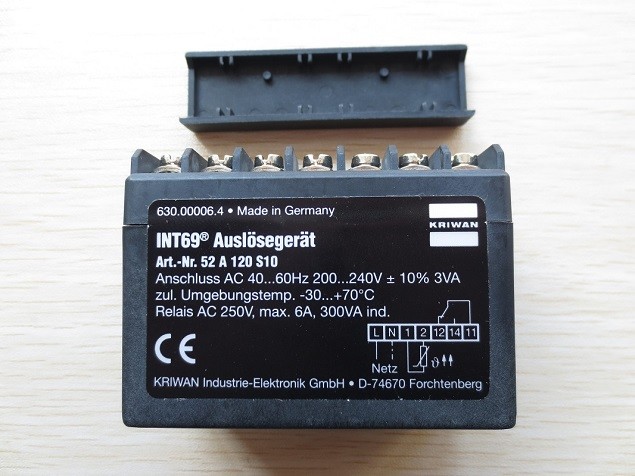 630.00006.4 • Made in Germany
KRIWAN
INT69® Auslösegerät
Art.-Nr. 52 A 120 S10
Anschluss AC 40...60Hz 200...240V ± 10% 3VA
zul. Umgebungstemp. -30...+70°C
Relais AC 250V, max. 6A, 300VA ind.
L N 1 2 12 14 11
CE
Netz ϑ
KRIWAN Industrie-Elektronik GmbH • D-74670 Forchtenberg